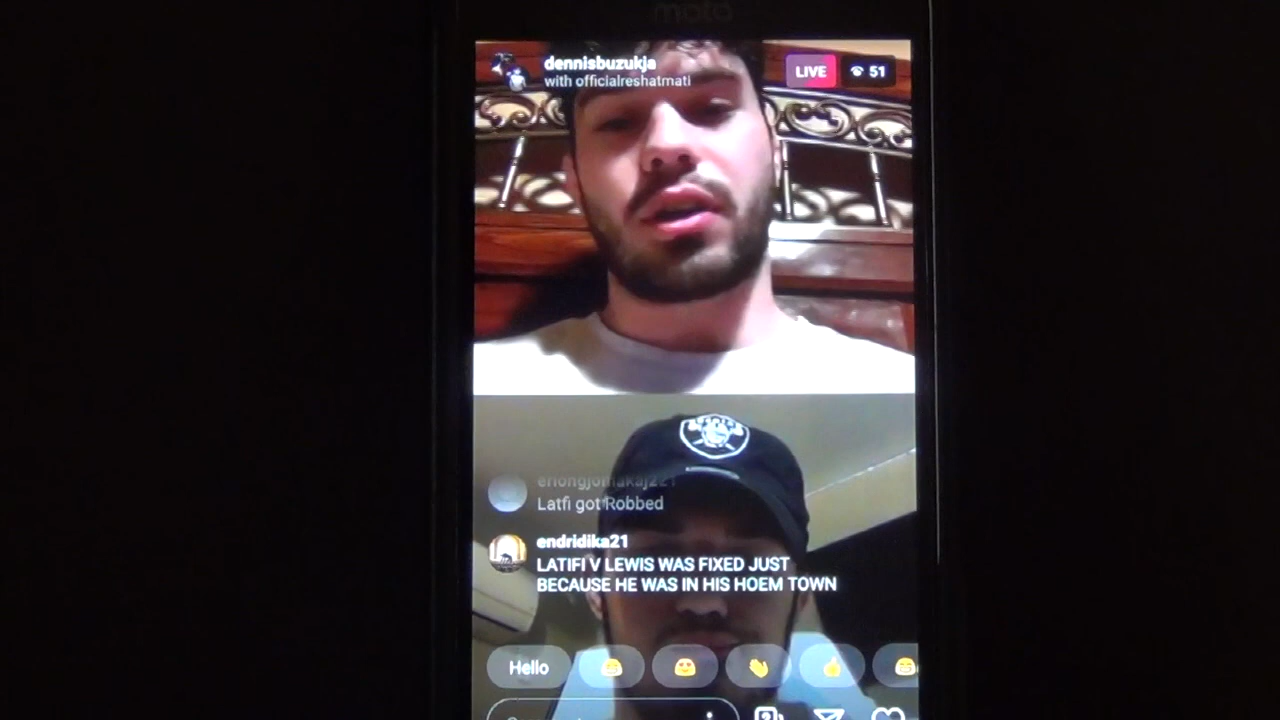 moto
dennisbuzukja
with officialreshatmati
LIVE
51
Latfi got Robbed
endridika21
LATIFI V LEWIS WAS FIXED JUST
BECAUSE HE WAS IN HIS HOEM TOWN
Hello